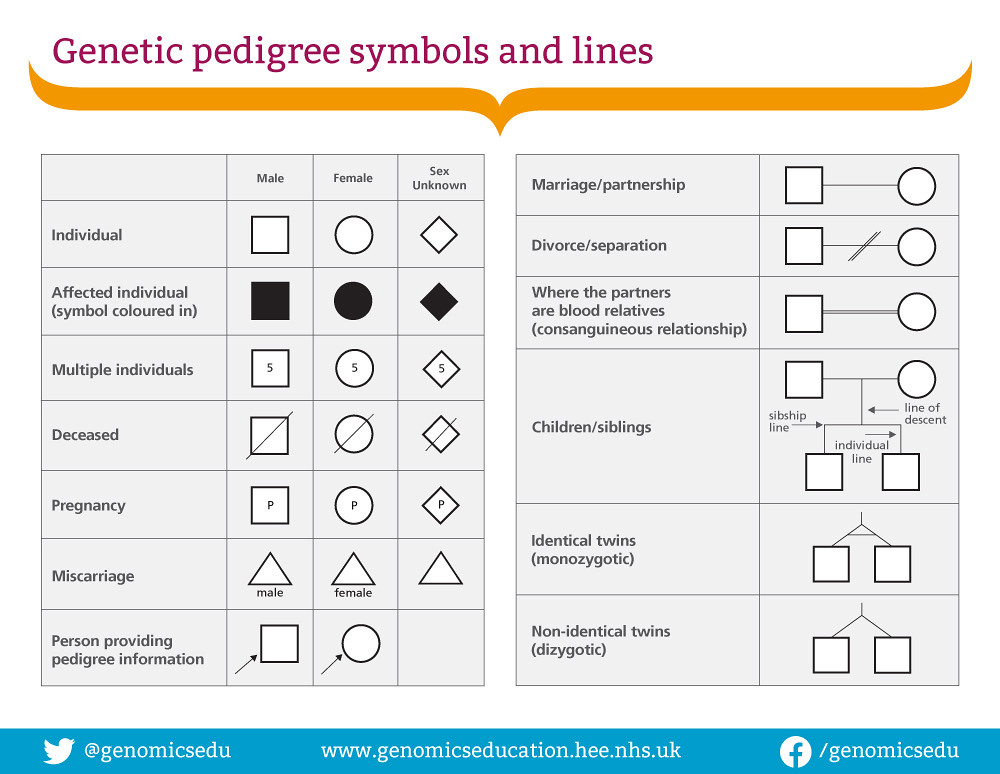 Genetic pedigree symbols and lines
Male
Female
Sex
Unknown
Individual
Affected individual
(symbol coloured in)
Multiple individuals
5
5
5
Deceased
Pregnancy
P
P
P
Miscarriage
male
female
Person providing
pedigree information
Marriage/partnership
Divorce/separation
Where the partners
are blood relatives
(consanguineous relationship)
Children/siblings
sibship
line
line of
descent
individual
line
Identical twins
(monozygotic)
Non-identical twins
(dizygotic)
@genomicsedu
www.genomicseducation.hee.nhs.uk
/genomicsedu